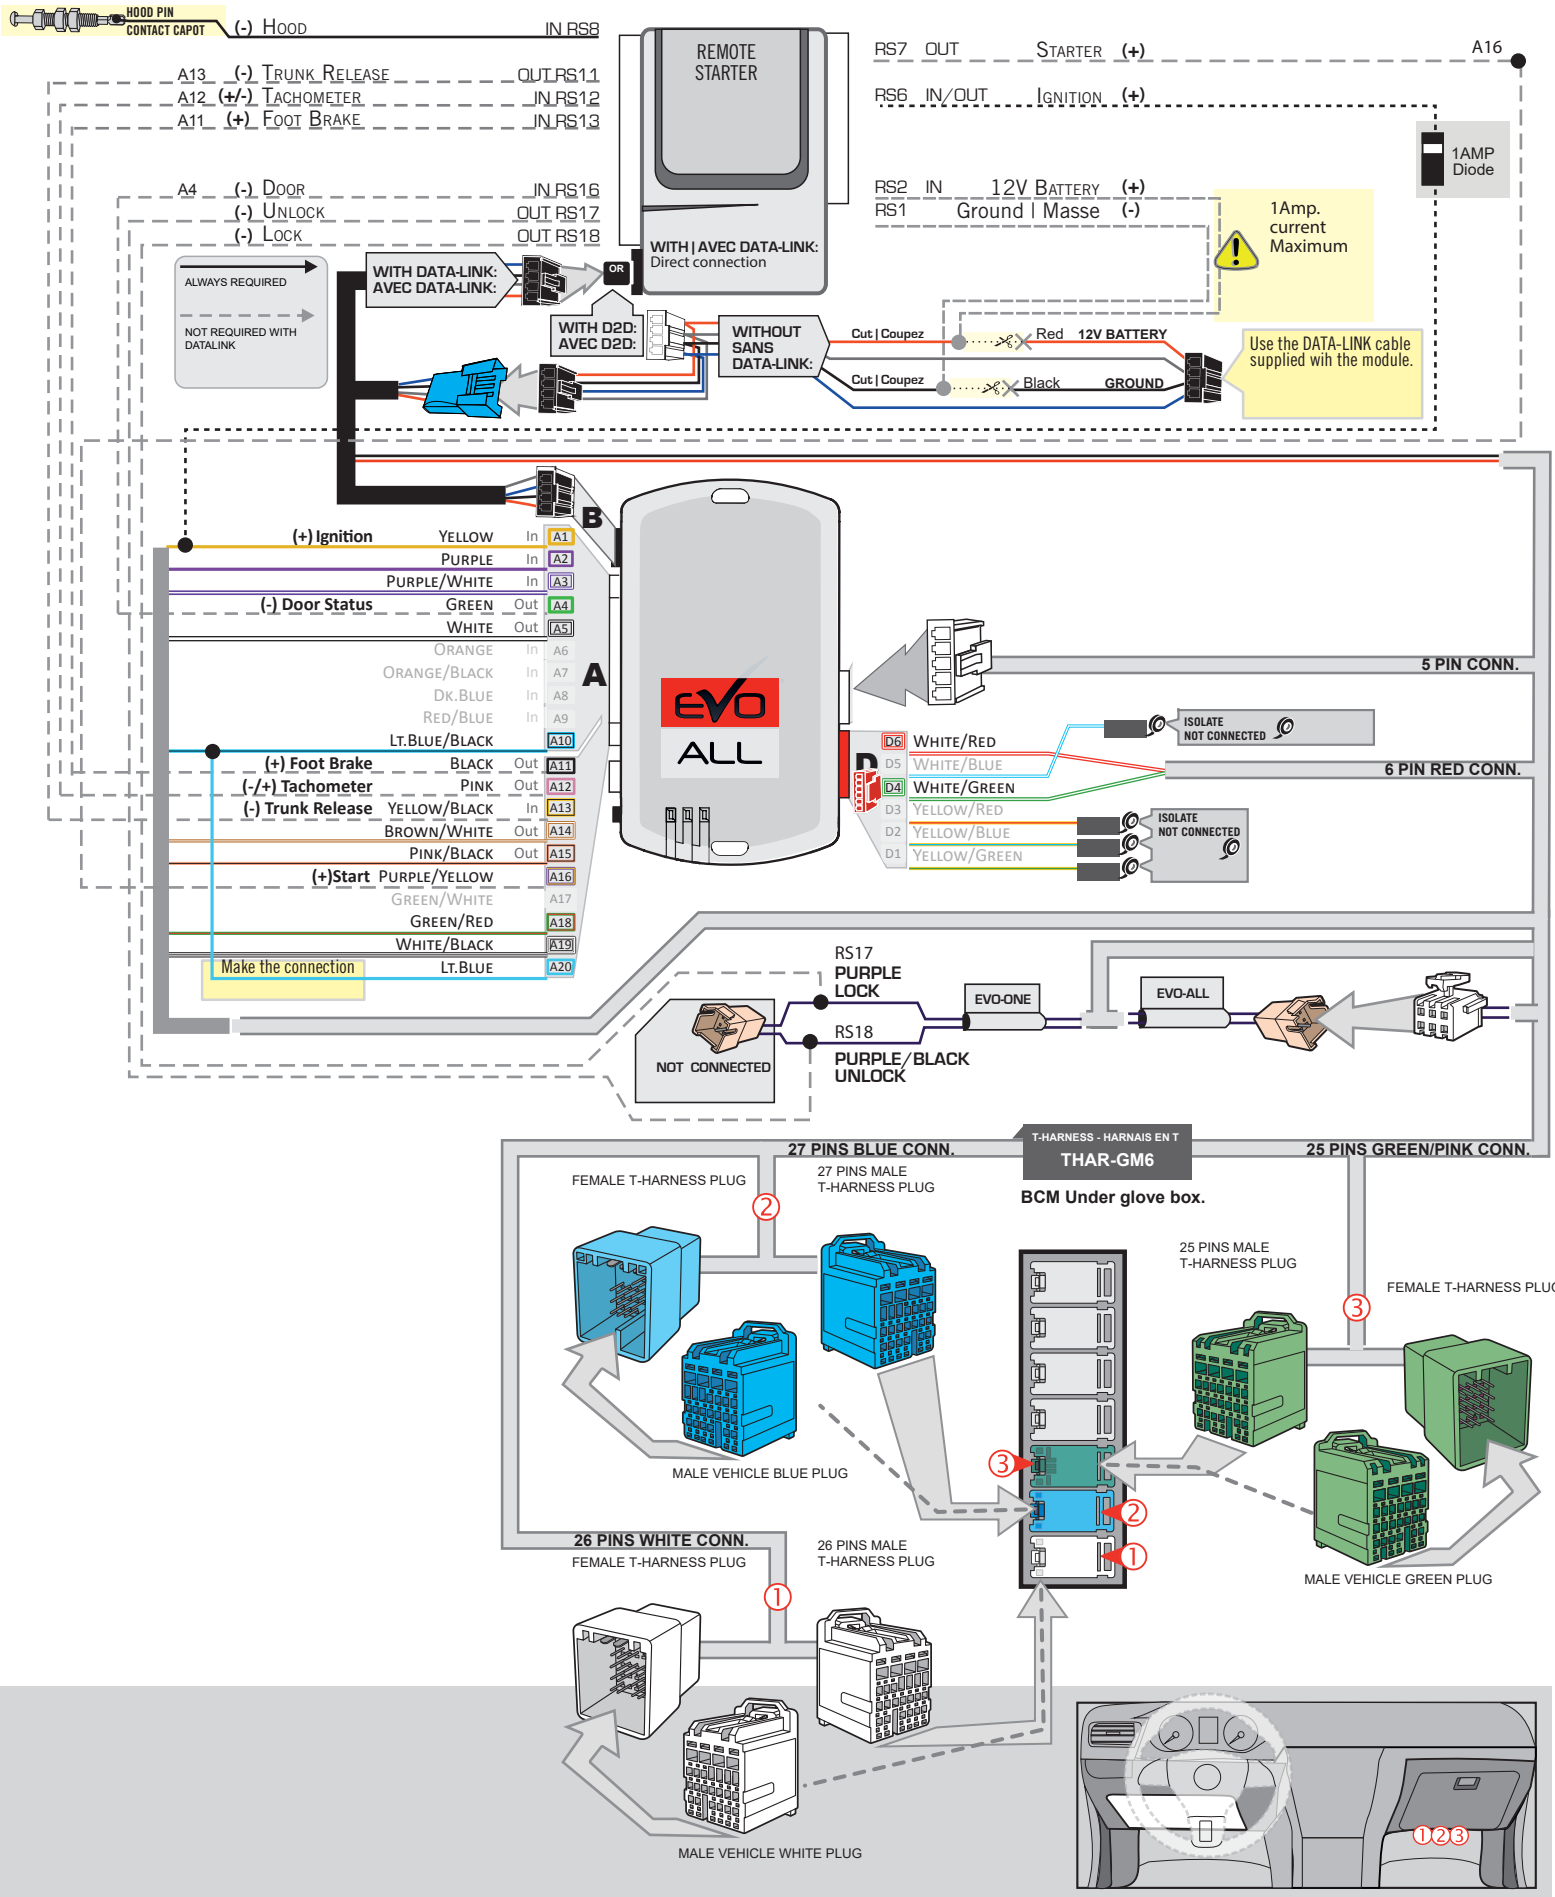 HOOD PIN
CONTACT CAPOT
(-) HOOD IN RS8
A13 (-) TRUNK RELEASE OUT RS11
A12 (+/-) TACHOMETER IN RS12
A11 (+) FOOT BRAKE IN RS13
A4 (-) DOOR IN RS16
(-) UNLOCK OUT RS17
(-) LOCK OUT RS18
REMOTE
STARTER
WITH | AVEC DATA-LINK:
Direct connection
RS7 OUT STARTER (+) A16
RS6 IN/OUT IGNITION (+)
1AMP
Diode
RS2 IN 12V BATTERY (+)
RS1 Ground | Masse (-)
1Amp.
current
Maximum
ALWAYS REQUIRED
NOT REQUIRED WITH
DATALINK
WITH DATA-LINK:
AVEC DATA-LINK:
OR
WITH D2D:
AVEC D2D:
WITHOUT
SANS
DATA-LINK:
Cut | Coupez Red 12V BATTERY
Cut | Coupez Black GROUND
Use the DATA-LINK cable
supplied wih the module.
B
(+) Ignition YELLOW In A1
PURPLE In A2
PURPLE/WHITE In A3
(-) Door Status GREEN Out A4
WHITE Out A5
ORANGE In A6
ORANGE/BLACK In A7
DK.BLUE In A8
RED/BLUE In A9
LT.BLUE/BLACK A10
(+) Foot Brake BLACK Out A11
(-/+) Tachometer PINK Out A12
(-) Trunk Release YELLOW/BLACK In A13
BROWN/WHITE Out A14
PINK/BLACK Out A15
(+)Start PURPLE/YELLOW A16
GREEN/WHITE A17
GREEN/RED A18
WHITE/BLACK A19
Make the connection LT.BLUE A20
A
EVO
ALL
5 PIN CONN.
D
D6 WHITE/RED
D5 WHITE/BLUE
D4 WHITE/GREEN
D3 YELLOW/RED
D2 YELLOW/BLUE
D1 YELLOW/GREEN
ISOLATE
NOT CONNECTED
6 PIN RED CONN.
ISOLATE
NOT CONNECTED
RS17
PURPLE
LOCK
RS18
PURPLE/BLACK
UNLOCK
NOT CONNECTED
EVO-ONE
EVO-ALL
T-HARNESS - HARNAIS EN T
THAR-GM6
27 PINS BLUE CONN.
25 PINS GREEN/PINK CONN.
BCM Under glove box.
FEMALE T-HARNESS PLUG
2
27 PINS MALE
T-HARNESS PLUG
MALE VEHICLE BLUE PLUG
25 PINS MALE
T-HARNESS PLUG
3
FEMALE T-HARNESS PLUG
MALE VEHICLE GREEN PLUG
3
2
1
26 PINS WHITE CONN.
FEMALE T-HARNESS PLUG
1
26 PINS MALE
T-HARNESS PLUG
MALE VEHICLE WHITE PLUG
1 2 3